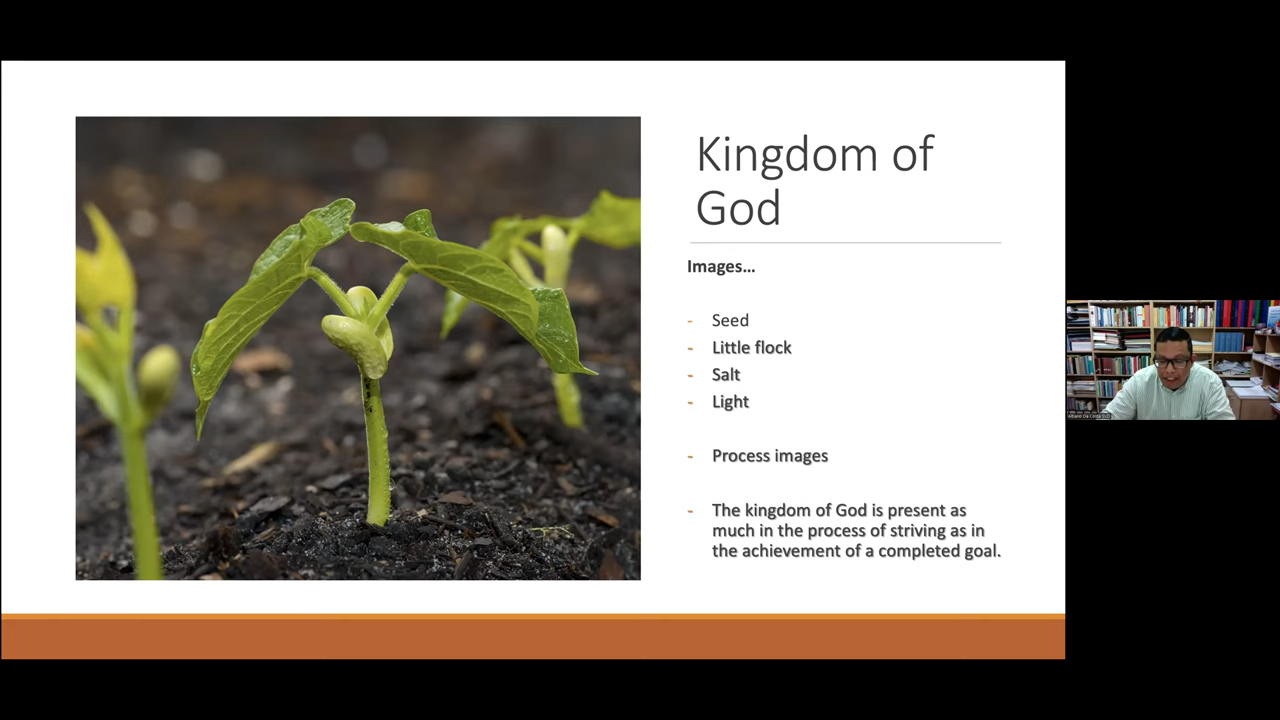 Kingdom of
God
Images…
- Seed
- Little flock
- Salt
- Light
- Process images
- The kingdom of God is present as
much in the process of striving as in
the achievement of a completed goal.